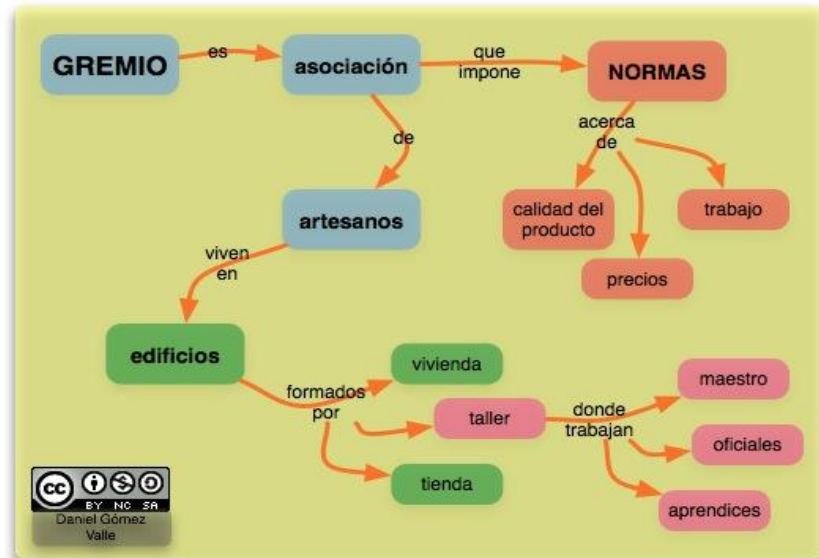 GREMIO
es
asociación
que
impone
NORMAS
acerca
de
calidad del
producto
precios
trabajo
de
artesanos
viven
en
edificios
formados
por
vivienda
taller
tienda
donde
trabajan
maestro
oficiales
aprendices
cc
BY NC SA
Daniel Gómez
Valle